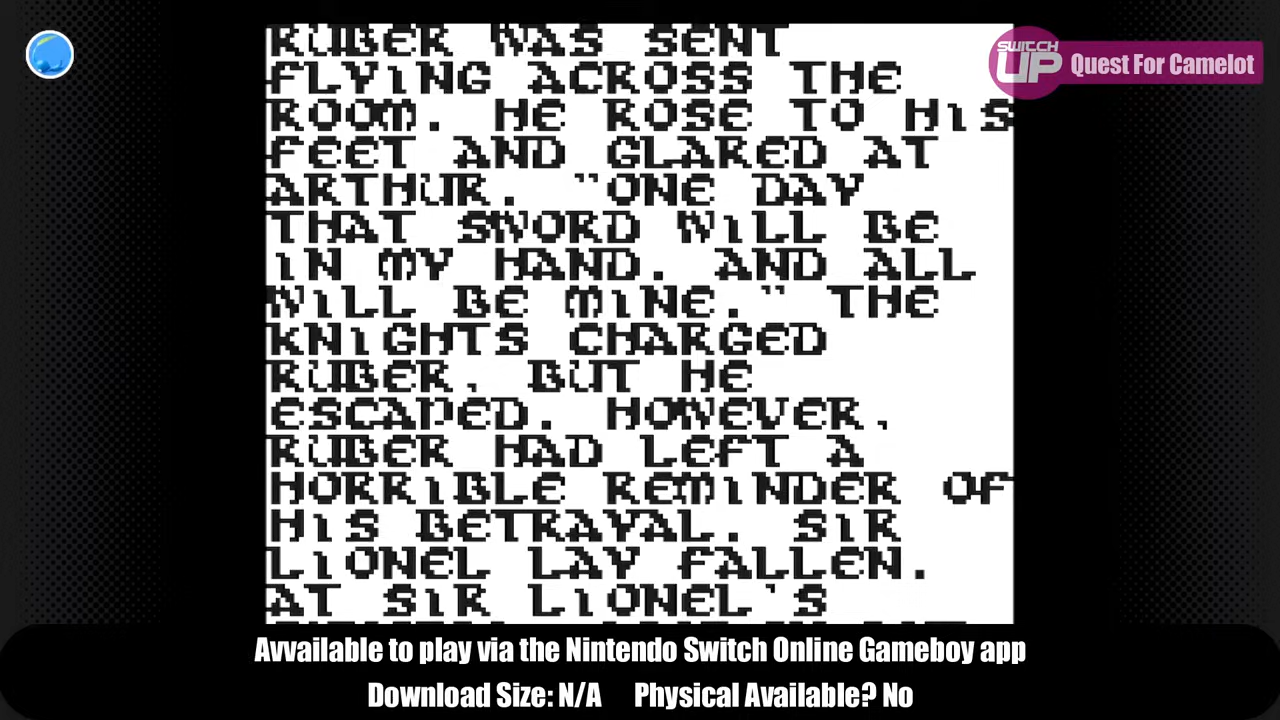 RUBER WAS SENT
FLYING ACROSS THE
ROOM. HE ROSE TO HIS
FEET AND GLARED AT
ARTHUR. "ONE DAY
THAT SWORD WILL BE
IN MY HAND. AND ALL
WILL BE MINE." THE
KNIGHTS CHARGED
RUBER, BUT HE
ESCAPED. HOWEVER,
RUBER HAD LEFT A
HORRIBLE REMINDER OF
HIS BETRAYAL. SIR
LIONEL LAY FALLEN.
AT SIR LIONEL'S
SWITCH UP
Quest For Camelot
Avvailable to play via the Nintendo Switch Online Gameboy app
Download Size: N/A Physical Available? No